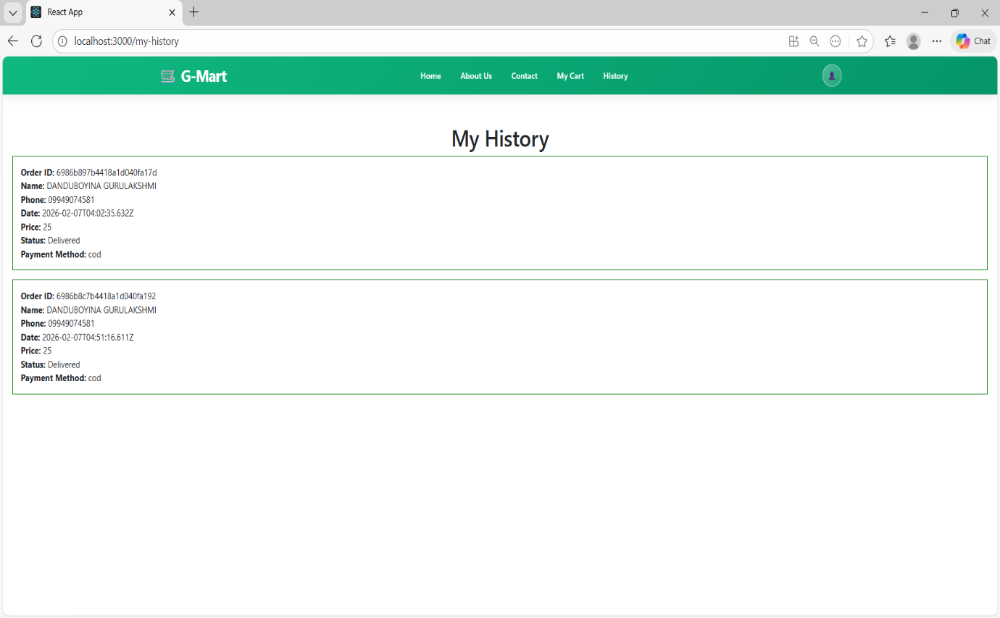 React App
localhost:3000/my-history
Chat
G-Mart
Home
About Us
Contact
My Cart
History
My History
Order ID: 6986b897b4418a1d040fa17d
Name: DANDUBOYINA GURULAKSHMI
Phone: 09949074581
Date: 2026-02-07T04:02:35.632Z
Price: 25
Status: Delivered
Payment Method: cod
Order ID: 6986b8c7b4418a1d040fa192
Name: DANDUBOYINA GURULAKSHMI
Phone: 09949074581
Date: 2026-02-07T04:51:16.611Z
Price: 25
Status: Delivered
Payment Method: cod